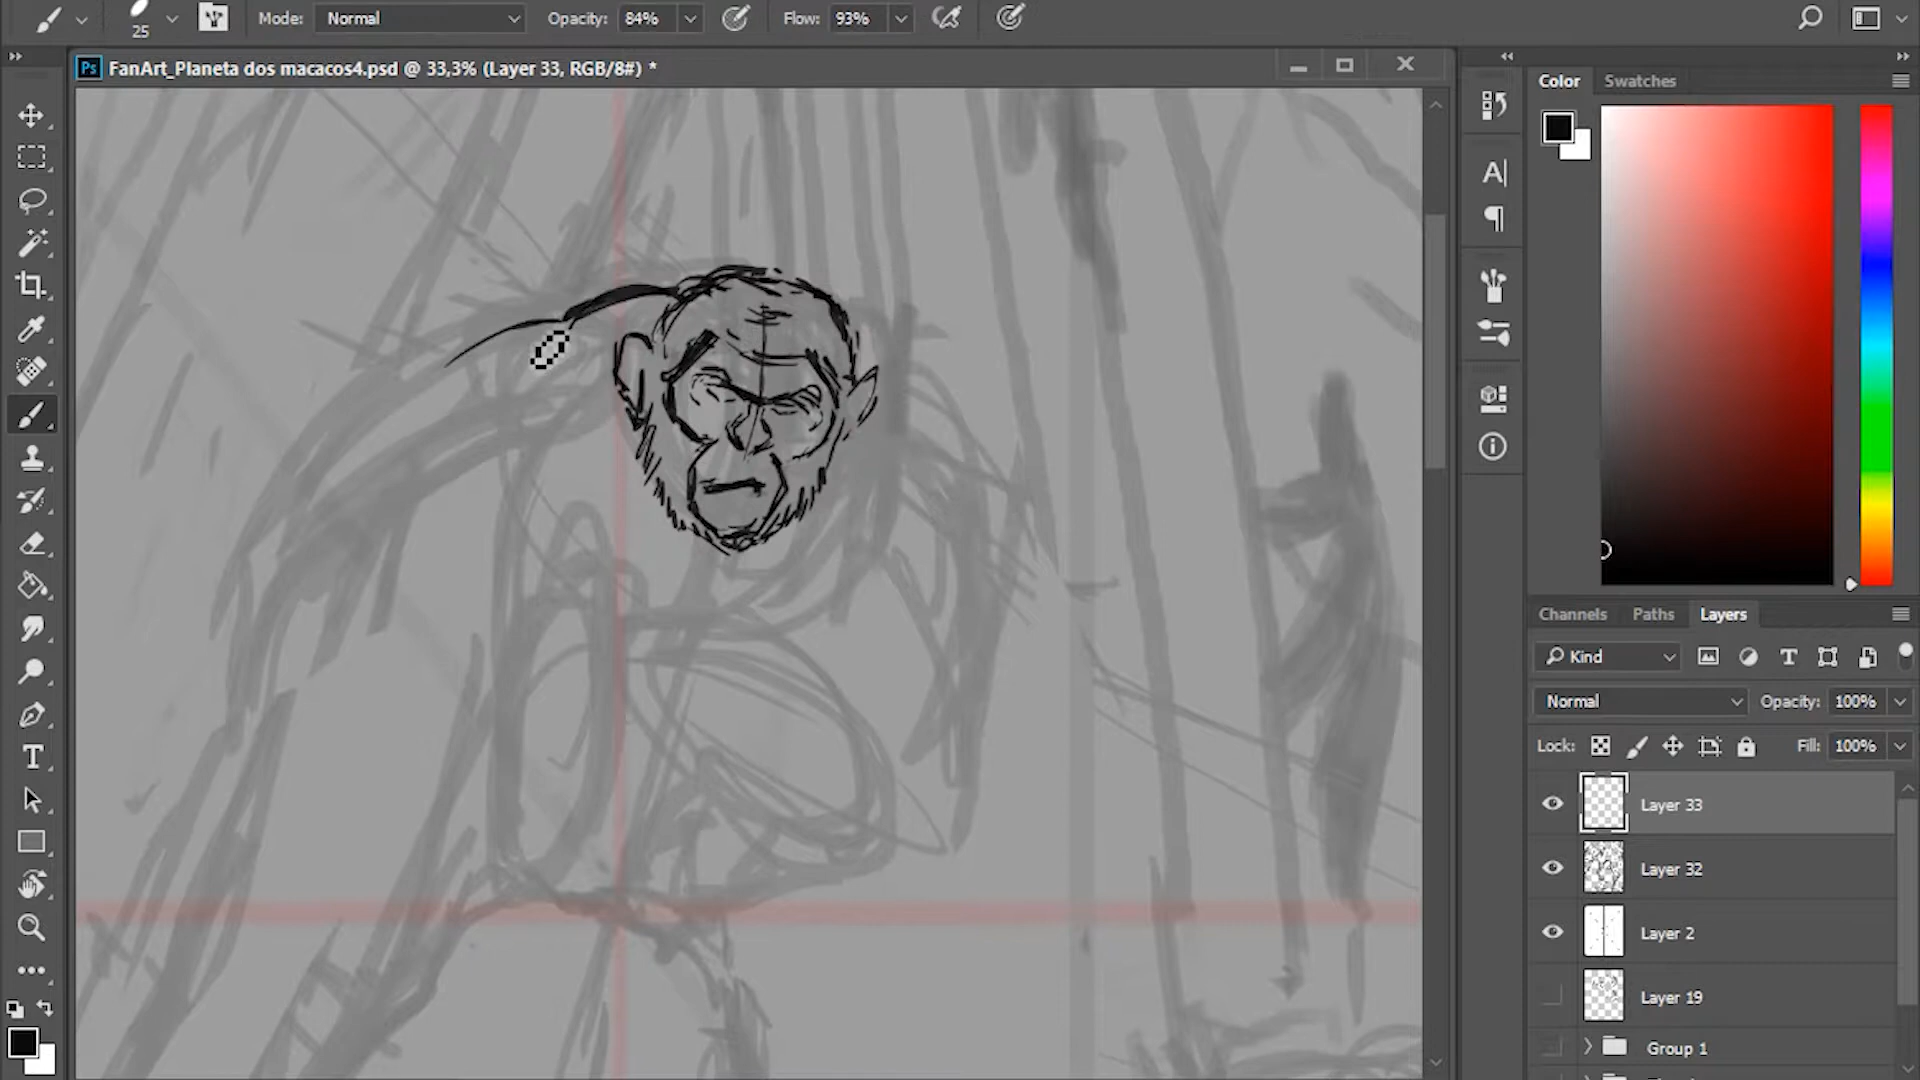 Mode: Normal Opacity: 84% Flow: 93%
25
Ps FanArt_Planeta dos macacos4.psd @ 33,3% (Layer 33, RGB/8#) *
Color Swatches
Channels Paths Layers
Kind
Normal Opacity: 100%
Lock: Fill: 100%
Layer 33
Layer 32
Layer 2
Layer 19
Group 1